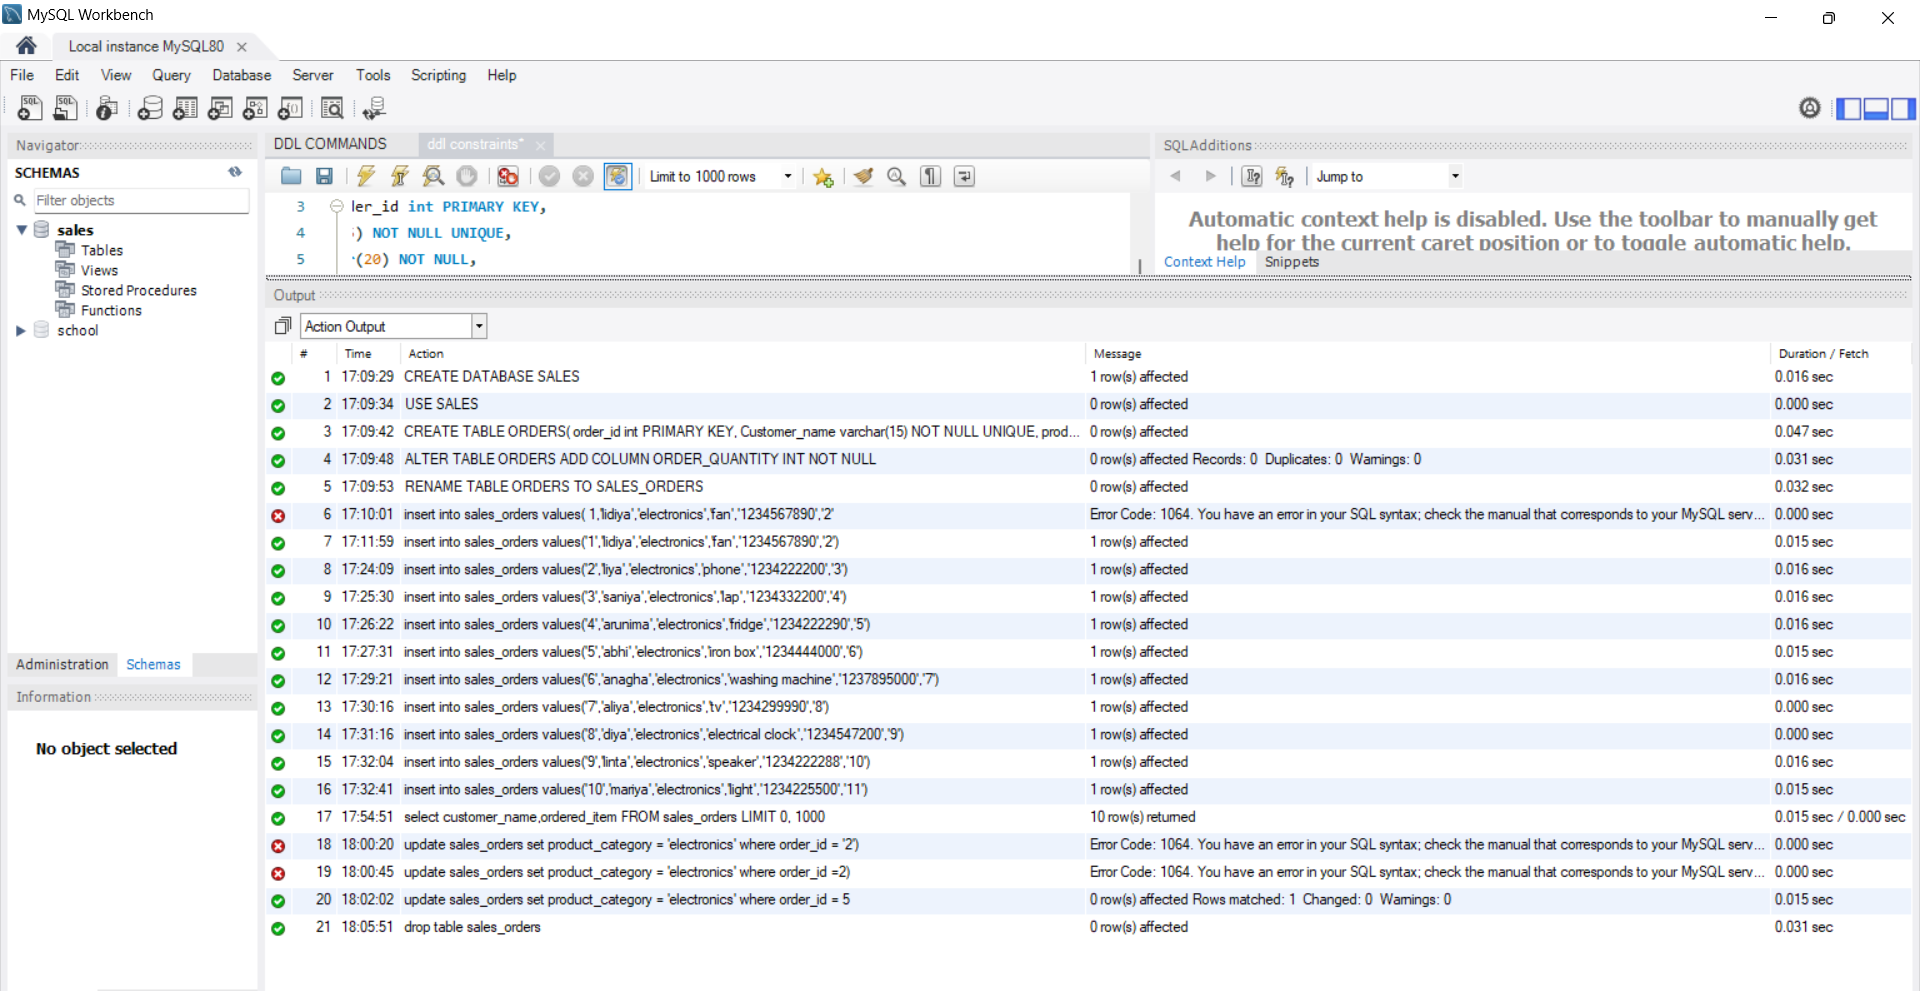 MySQL Workbench
Local instance MySQL80
File Edit View Query Database Server Tools Scripting Help
Navigator
SCHEMAS
Filter objects
sales
Tables
Views
Stored Procedures
Functions
school
Administration Schemas
Information
No object selected
DDL COMMANDS ddl constraints*
Limit to 1000 rows
3 ler_id int PRIMARY KEY,
4 ) NOT NULL UNIQUE,
5 (20) NOT NULL,
SQLAdditions
Jump to
Automatic context help is disabled. Use the toolbar to manually get
help for the current caret position or to toggle automatic help.
Context Help Snippets
Output
Action Output
# Time Action Message Duration / Fetch
1 17:09:29 CREATE DATABASE SALES 1 row(s) affected 0.016 sec
2 17:09:34 USE SALES 0 row(s) affected 0.000 sec
3 17:09:42 CREATE TABLE ORDERS( order_id int PRIMARY KEY, Customer_name varchar(15) NOT NULL UNIQUE, prod... 0 row(s) affected 0.047 sec
4 17:09:48 ALTER TABLE ORDERS ADD COLUMN ORDER_QUANTITY INT NOT NULL 0 row(s) affected Records: 0 Duplicates: 0 Warnings: 0 0.031 sec
5 17:09:53 RENAME TABLE ORDERS TO SALES_ORDERS 0 row(s) affected 0.032 sec
6 17:10:01 insert into sales_orders values( 1,'lidiya','electronics','fan','1234567890','2' Error Code: 1064. You have an error in your SQL syntax; check the manual that corresponds to your MySQL serv... 0.000 sec
7 17:11:59 insert into sales_orders values('1','lidiya','electronics','fan','1234567890','2') 1 row(s) affected 0.015 sec
8 17:24:09 insert into sales_orders values('2','liya','electronics','phone','1234222200','3') 1 row(s) affected 0.016 sec
9 17:25:30 insert into sales_orders values('3','saniya','electronics','lap','1234332200','4') 1 row(s) affected 0.016 sec
10 17:26:22 insert into sales_orders values('4','arunima','electronics','fridge','1234222290','5') 1 row(s) affected 0.016 sec
11 17:27:31 insert into sales_orders values('5','abhi','electronics','iron box','1234444000','6') 1 row(s) affected 0.015 sec
12 17:29:21 insert into sales_orders values('6','anagha','electronics','washing machine','1237895000','7') 1 row(s) affected 0.016 sec
13 17:30:16 insert into sales_orders values('7','aliya','electronics','tv','1234299990','8') 1 row(s) affected 0.000 sec
14 17:31:16 insert into sales_orders values('8','diya','electronics','electrical clock','1234547200','9') 1 row(s) affected 0.000 sec
15 17:32:04 insert into sales_orders values('9','linta','electronics','speaker','1234222288','10') 1 row(s) affected 0.016 sec
16 17:32:41 insert into sales_orders values('10','mariya','electronics','light','1234225500','11') 1 row(s) affected 0.015 sec
17 17:54:51 select customer_name,ordered_item FROM sales_orders LIMIT 0, 1000 10 row(s) returned 0.015 sec / 0.000 sec
18 18:00:20 update sales_orders set product_category = 'electronics' where order_id = '2') Error Code: 1064. You have an error in your SQL syntax; check the manual that corresponds to your MySQL serv... 0.000 sec
19 18:00:45 update sales_orders set product_category = 'electronics' where order_id =2) Error Code: 1064. You have an error in your SQL syntax; check the manual that corresponds to your MySQL serv... 0.000 sec
20 18:02:02 update sales_orders set product_category = 'electronics' where order_id = 5 0 row(s) affected Rows matched: 1 Changed: 0 Warnings: 0 0.015 sec
21 18:05:51 drop table sales_orders 0 row(s) affected 0.031 sec